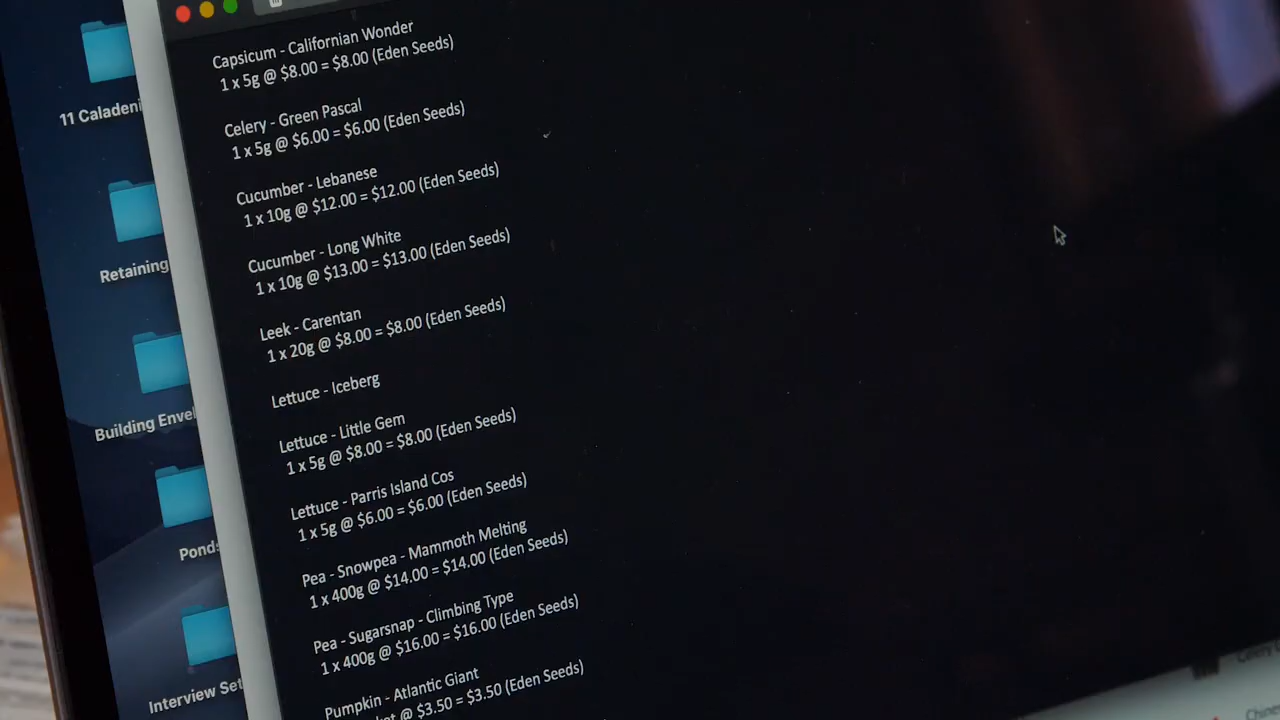 Capsicum - Californian Wonder
1 x 5g @ $8.00 = $8.00 (Eden Seeds)
Celery - Green Pascal
1 x 5g @ $6.00 = $6.00 (Eden Seeds)
Cucumber - Lebanese
1 x 10g @ $12.00 = $12.00 (Eden Seeds)
Cucumber - Long White
1 x 10g @ $13.00 = $13.00 (Eden Seeds)
Leek - Carentan
1 x 20g @ $8.00 = $8.00 (Eden Seeds)
Lettuce - Iceberg
Lettuce - Little Gem
1 x 5g @ $8.00 = $8.00 (Eden Seeds)
Lettuce - Parris Island Cos
1 x 5g @ $6.00 = $6.00 (Eden Seeds)
Pea - Snowpea - Mammoth Melting
1 x 400g @ $14.00 = $14.00 (Eden Seeds)
Pea - Sugarsnap - Climbing Type
1 x 400g @ $16.00 = $16.00 (Eden Seeds)
Pumpkin - Atlantic Giant
@ $3.50 = $3.50 (Eden Seeds)
11 Caladeni
Retaining
Building Envel
Ponds
Interview Set